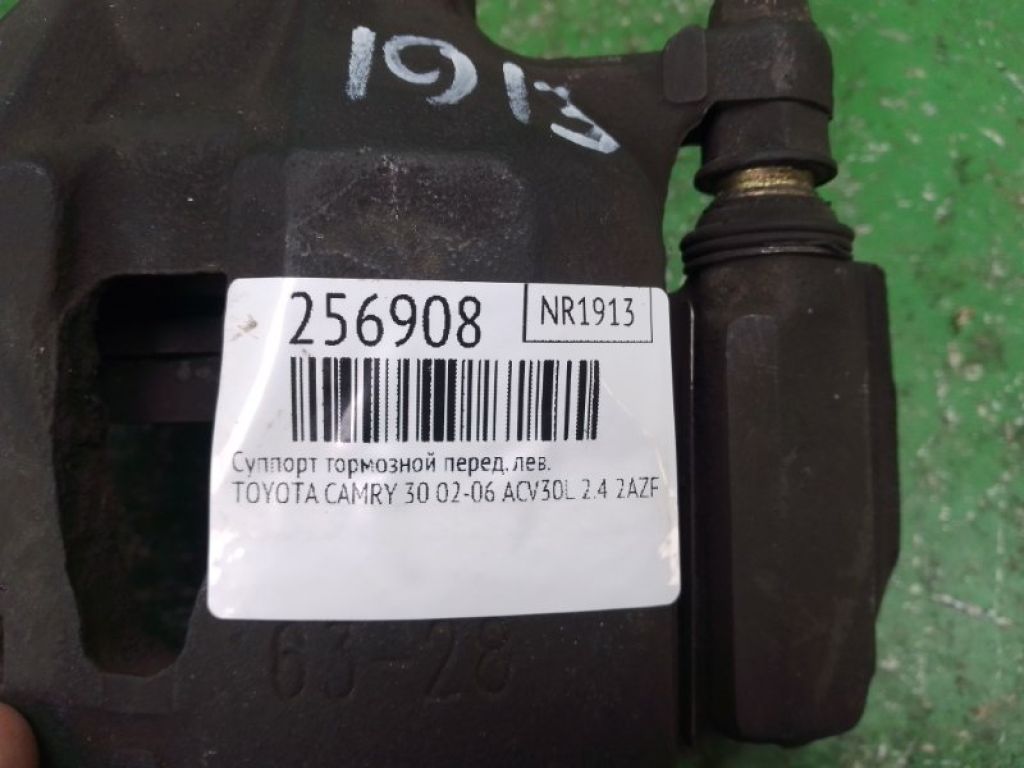 1913
256908
NR1913
Суппорт тормозной перед. лев.
TOYOTA CAMRY 30 02-06 ACV30L 2.4 2AZF
63-28